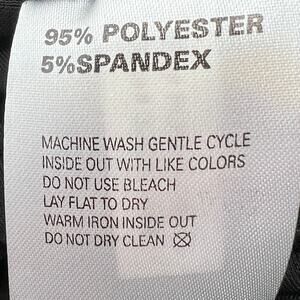 95% POLYESTER
5%SPANDEX
MACHINE WASH GENTLE CYCLE
INSIDE OUT WITH LIKE COLORS
DO NOT USE BLEACH
LAY FLAT TO DRY
WARM IRON INSIDE OUT
DO NOT DRY CLEAN